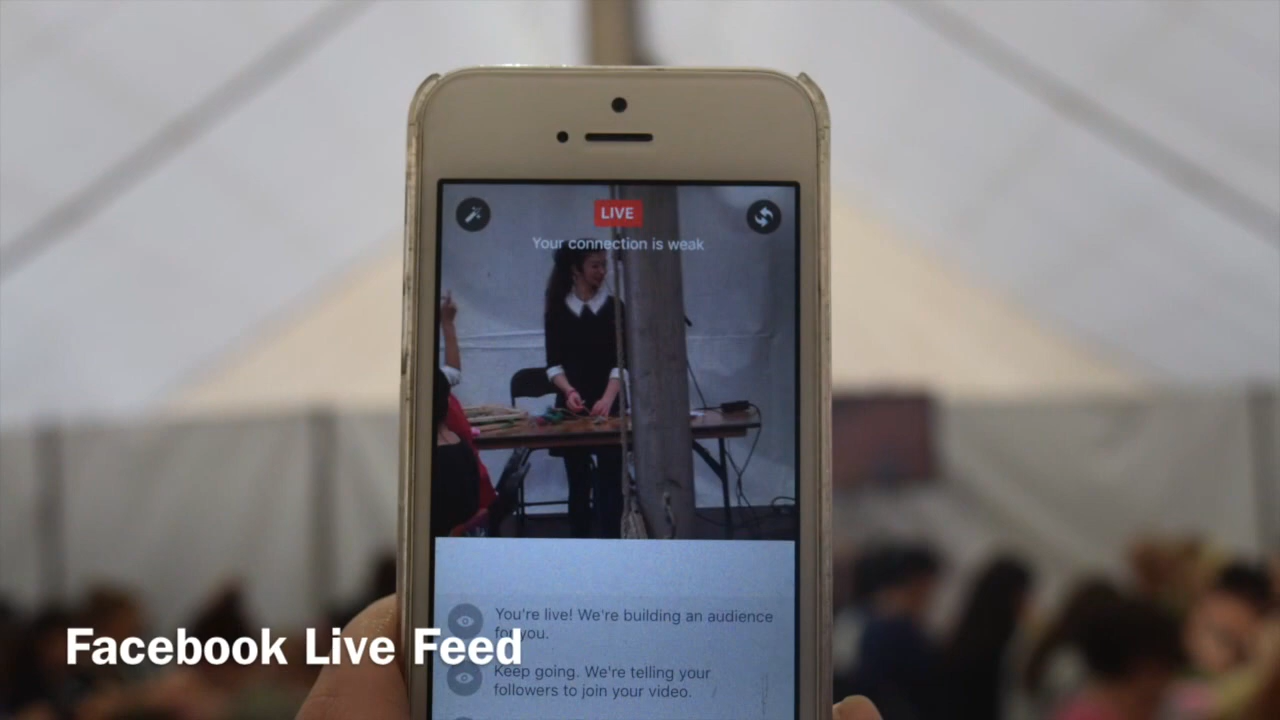 LIVE
Your connection is weak
You're live! We're building an audience
for you.
Keep going. We're telling your
followers to join your video.
Facebook Live Feed